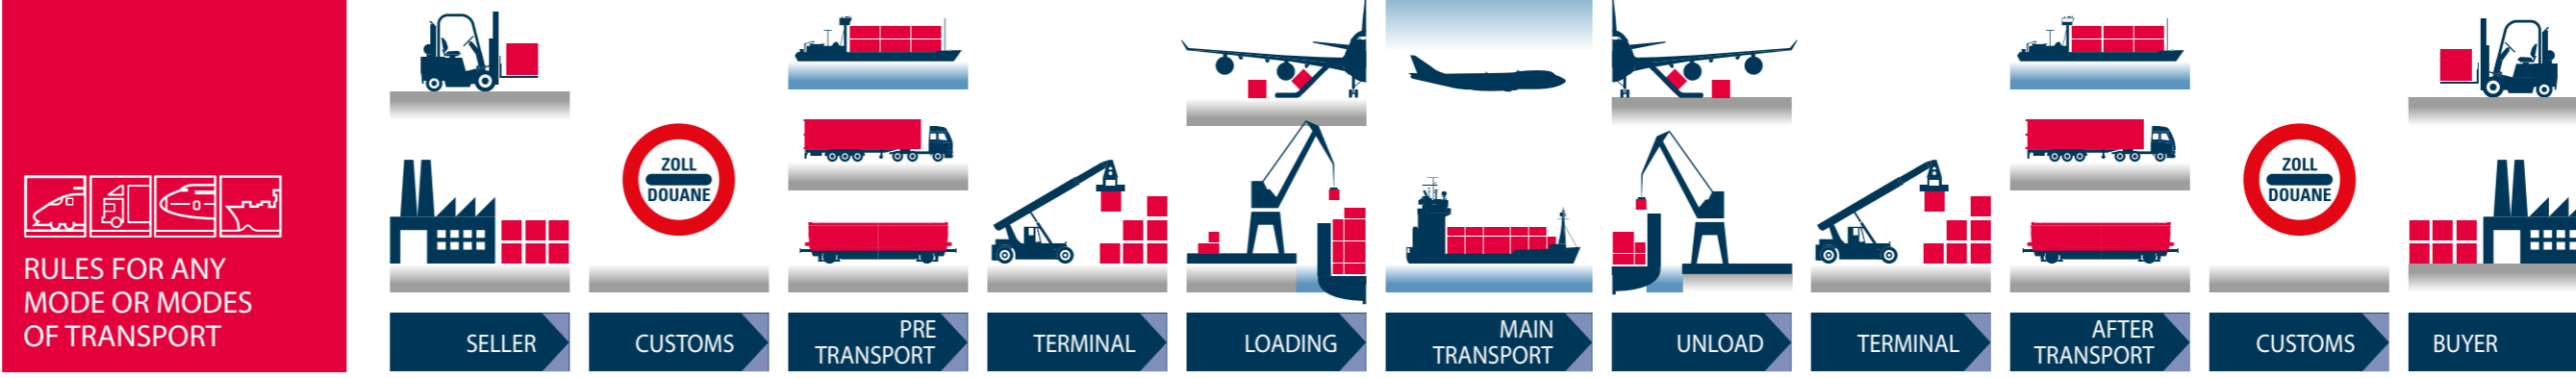 RULES FOR ANY
MODE OR MODES
OF TRANSPORT
SELLER
ZOLL
DOUANE
CUSTOMS
PRE
TRANSPORT
TERMINAL
LOADING
MAIN
TRANSPORT
UNLOAD
TERMINAL
AFTER
TRANSPORT
ZOLL
DOUANE
CUSTOMS
BUYER